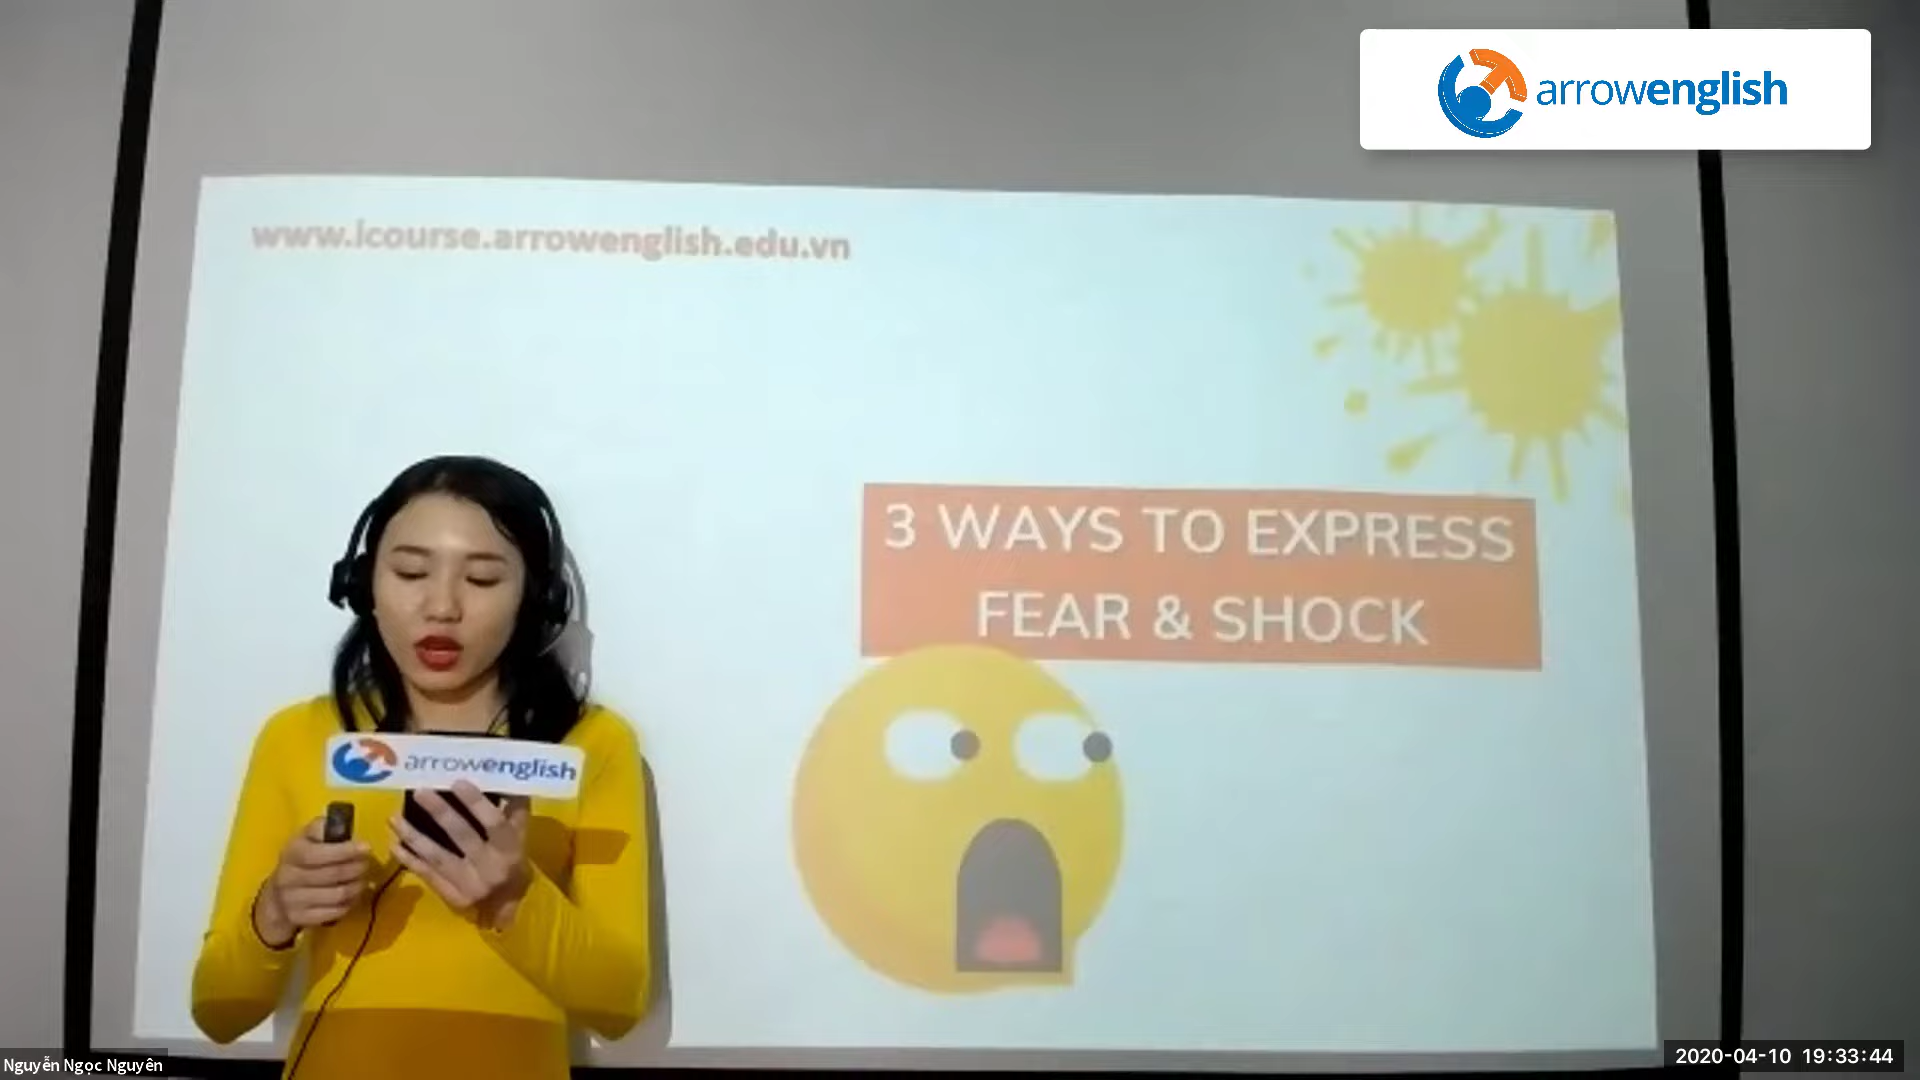 arrowenglish
www.icourse.arrowenglish.edu.vn
3 WAYS TO EXPRESS
FEAR & SHOCK
arrowenglish
Nguyễn Ngọc Nguyên
2020-04-10 19:33:44